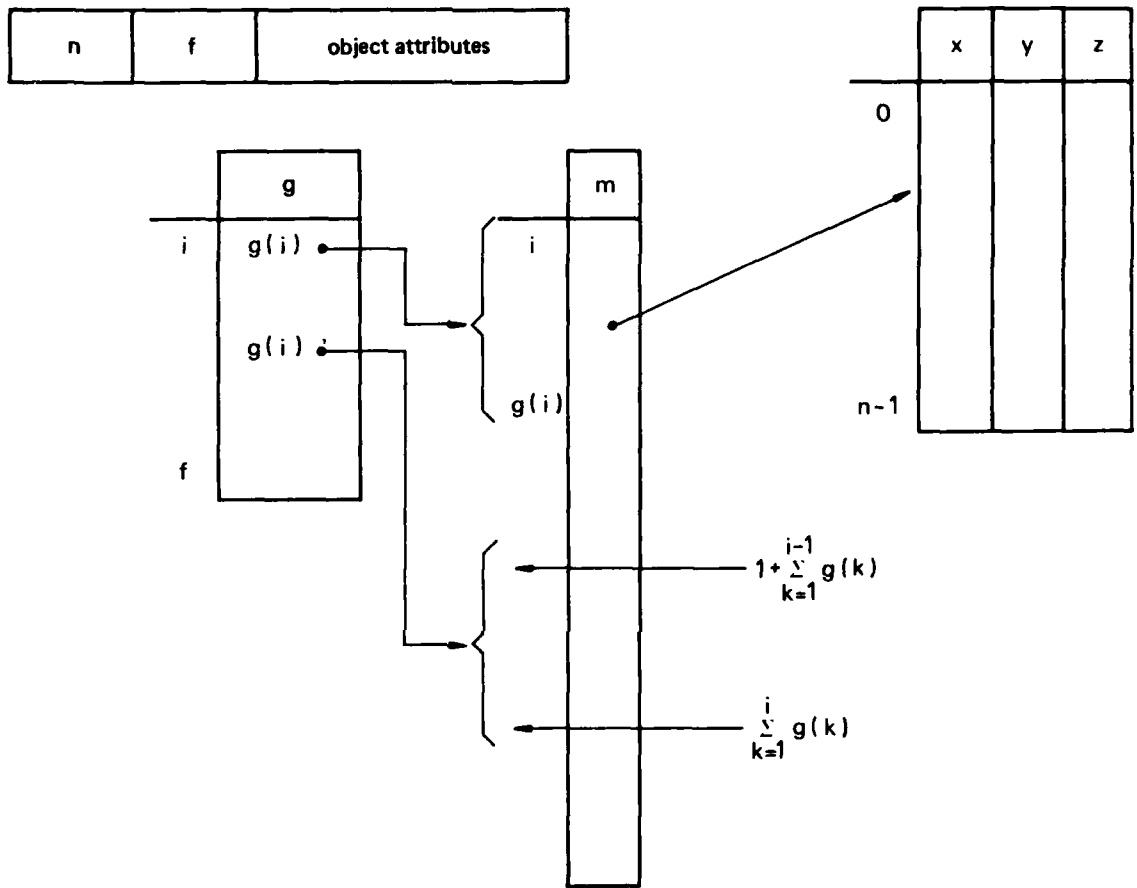 n f object attributes
x y z
0
g
m
i g(i)
i
g(i)
g(i)
n-1
f
1 + i-1 Σ k=1 g(k)
i Σ k=1 g(k)